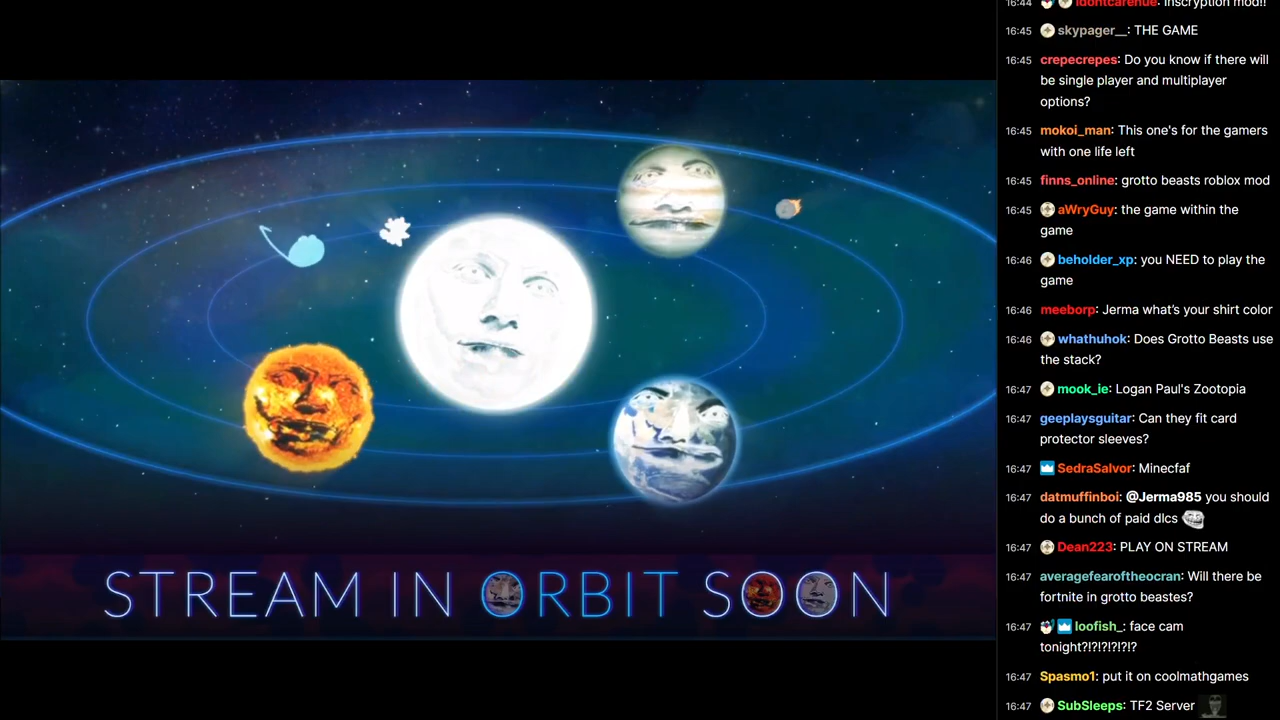 STREAM IN ORBIT SOON
16:44 idontcarehue: Inscryption mod!!
16:45 skypager__: THE GAME
16:45 crepecrepes: Do you know if there will
be single player and multiplayer
options?
16:45 mokoi_man: This one's for the gamers
with one life left
16:45 finns_online: grotto beasts roblox mod
16:45 aWryGuy: the game within the
game
16:46 beholder_xp: you NEED to play the
game
16:46 meeborp: Jerma what's your shirt color
16:46 whathuhok: Does Grotto Beasts use
the stack?
16:47 mook_ie: Logan Paul's Zootopia
16:47 geeplaysguitar: Can they fit card
protector sleeves?
16:47 SedraSalvor: Minecfaf
16:47 datmuffinboi: @Jerma985 you should
do a bunch of paid dlcs
16:47 Dean223: PLAY ON STREAM
16:47 averagefearoftheocran: Will there be
fortnite in grotto beastes?
16:47 loofish_: face cam
tonight?!?!?!?!?!?
16:47 Spasmo1: put it on coolmathgames
16:47 SubSleeps: TF2 Server